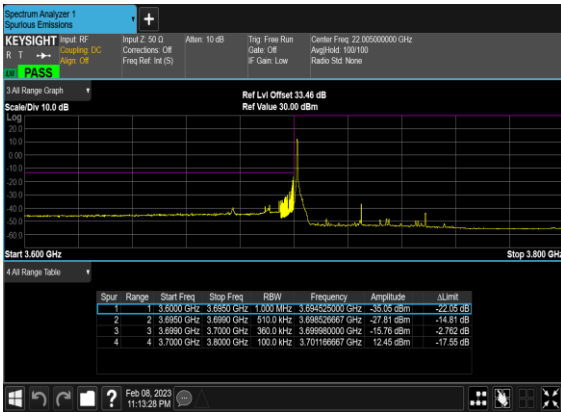 Spectrum Analyzer 1
Spurious Emissions
KEYSIGHT Input: RF Input Z: 50 Ω Atten: 10 dB Trig: Free Run Center Freq: 22.005000000 GHz
R T Coupling: DC Corrections: Off Gate: Off Avg|Hold: 100/100
Align: Off Freq Ref: Int (S) IF Gain: Low Radio Std: None
PASS
3 All Range Graph
Ref Lvl Offset 33.46 dB
Scale/Div 10.0 dB Ref Value 30.00 dBm
Log
20.0
10.0
0.00
-10.0
-20.0
-30.0
-40.0
-50.0
-60.0
Start 3.600 GHz Stop 3.800 GHz
4 All Range Table
Spur Range Start Freq Stop Freq RBW Frequency Amplitude ΔLimit
1 1 3.6000 GHz 3.6950 GHz 1.000 MHz 3.694525000 GHz -35.05 dBm -22.05 dB
2 2 3.6950 GHz 3.6990 GHz 510.0 kHz 3.698526667 GHz -27.81 dBm -14.81 dB
3 3 3.6990 GHz 3.7000 GHz 360.0 kHz 3.699980000 GHz -15.76 dBm -2.762 dB
4 4 3.7000 GHz 3.8000 GHz 100.0 kHz 3.701166667 GHz 12.45 dBm -17.55 dB
Feb 08, 2023
11:13:28 PM